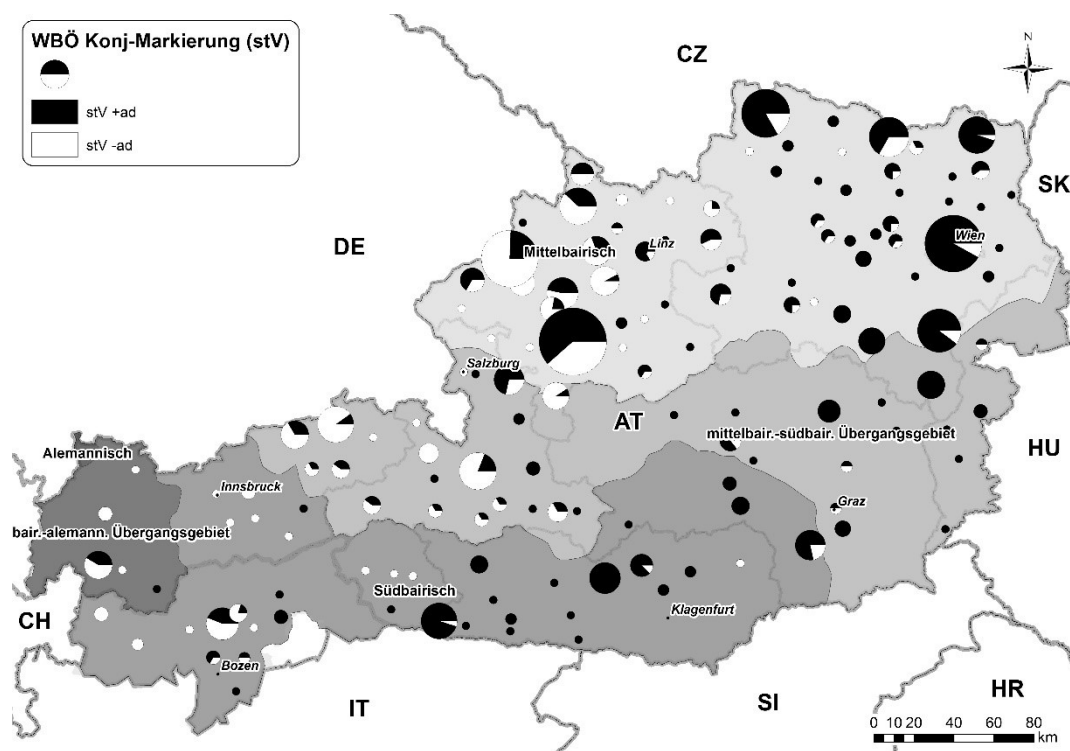 WBÖ Konj-Markierung (stV)
stV +ad
stV -ad
CZ
N
SK
DE
Wien
Linz
Mittelbairisch
Salzburg
AT
mittelbair.-südbair. Übergangsgebiet
HU
Alemannisch
Innsbruck
Graz
bair.-alemann. Übergangsgebiet
Südbairisch
CH
Klagenfurt
Bozen
IT
SI
HR
0 10 20 40 60 80
km